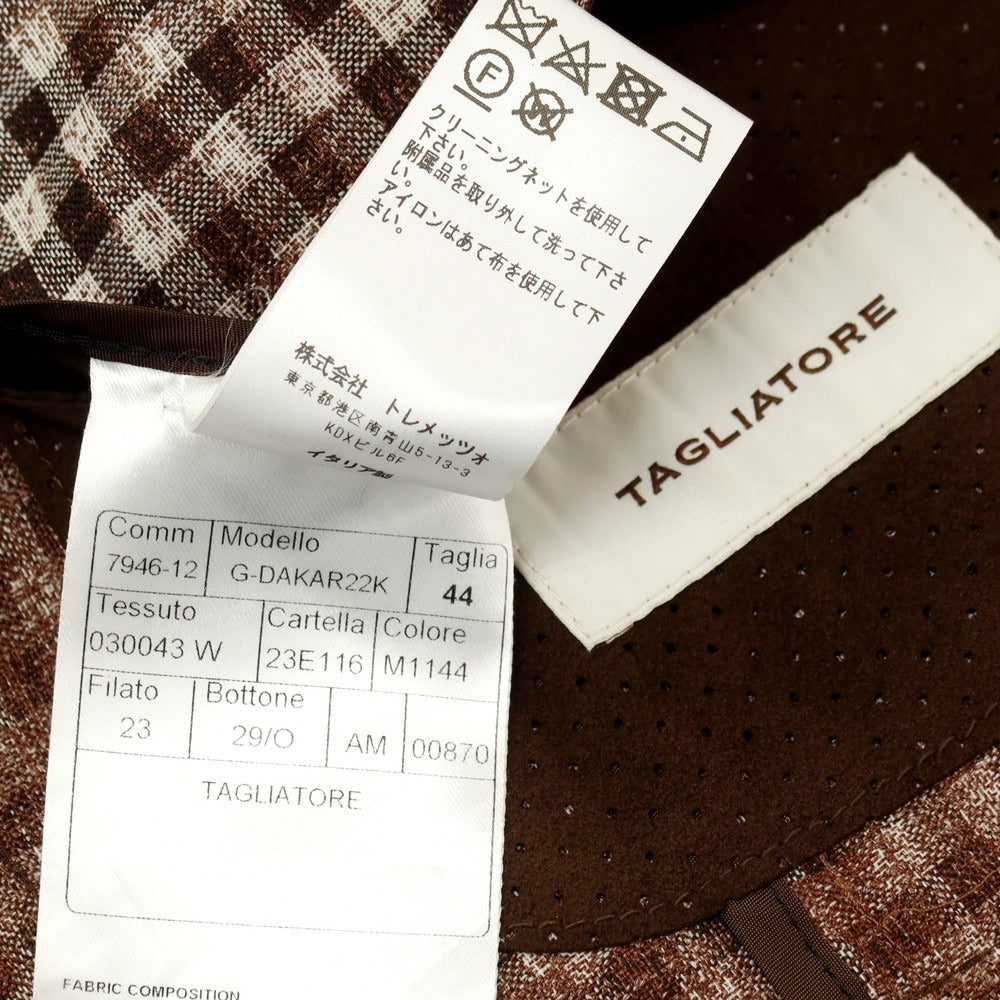 F
W
クリーニングネットを使用して
下さい。
附属品を取り外して洗って下さ
い。
アイロンはあて布を使用して下
さい。
株式会社 トレメッツォ
東京都港区南青山5-13-3
KDXビル6F
イタリア製
TAGLIATORE
Comm Modello Taglia
7946-12 G-DAKAR22K 44
Tessuto Cartella Colore
030043 W 23E116 M1144
Filato Bottone
23 29/O AM 00870
TAGLIATORE
FABRIC COMPOSITION